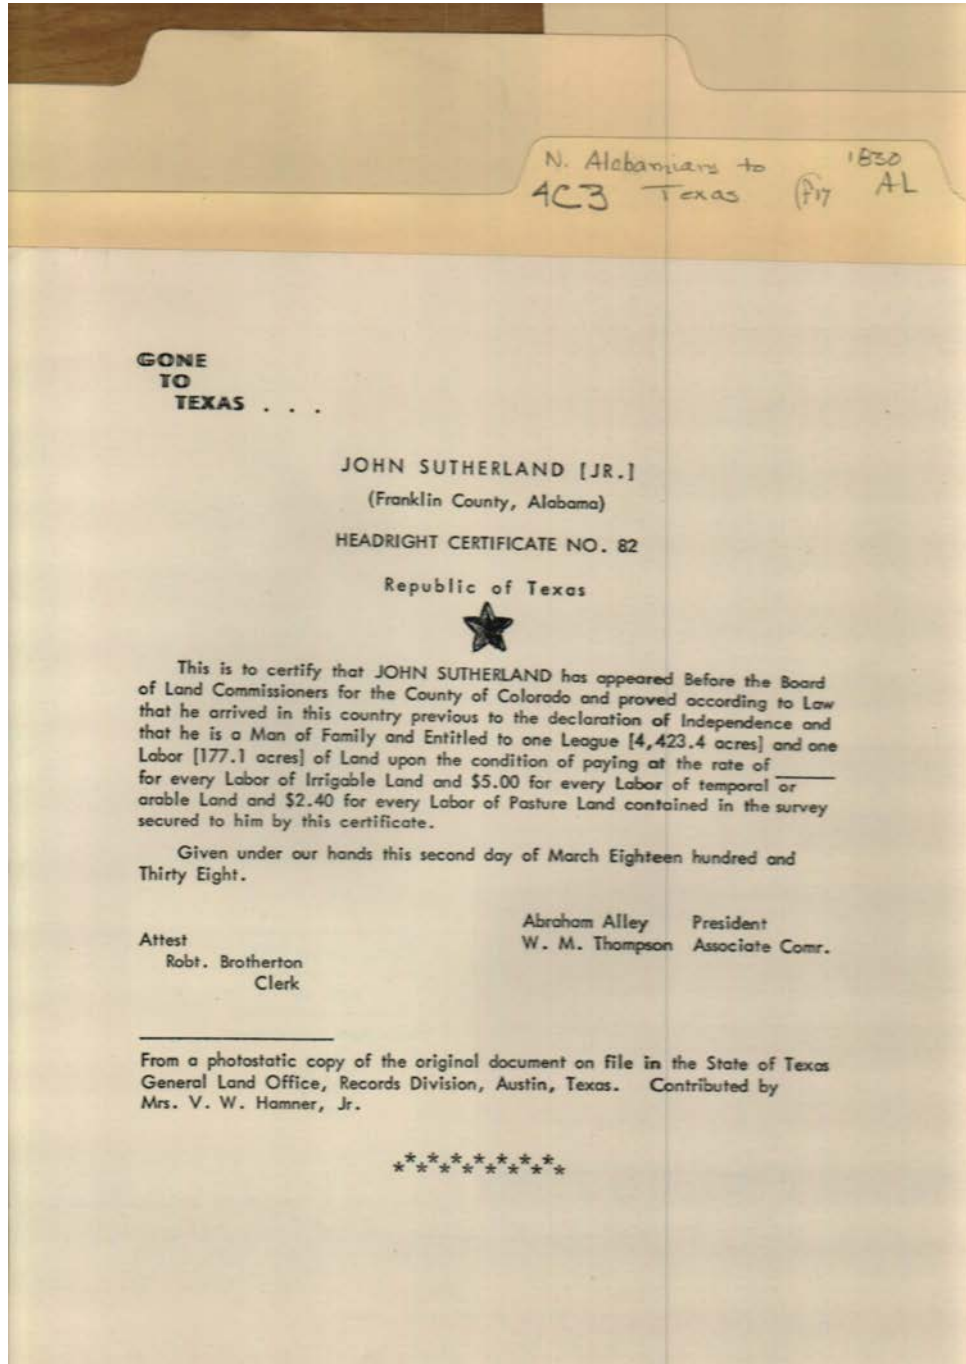 N. Alabamians to 1830
4C3 Texas F17 AL
GONE
TO
TEXAS . . .
JOHN SUTHERLAND [JR.]
(Franklin County, Alabama)
HEADRIGHT CERTIFICATE NO. 82
Republic of Texas
This is to certify that JOHN SUTHERLAND has appeared Before the Board
of Land Commissioners for the County of Colorado and proved according to Law
that he arrived in this country previous to the declaration of Independence and
that he is a Man of Family and Entitled to one League [4,423.4 acres] and one
Labor [177.1 acres] of Land upon the condition of paying at the rate of ______
for every Labor of Irrigable Land and $5.00 for every Labor of temporal or
arable Land and $2.40 for every Labor of Pasture Land contained in the survey
secured to him by this certificate.
Given under our hands this second day of March Eighteen hundred and
Thirty Eight.
Abraham Alley President
W. M. Thompson Associate Comr.
Attest
Robt. Brotherton
Clerk
From a photostatic copy of the original document on file in the State of Texas
General Land Office, Records Division, Austin, Texas. Contributed by
Mrs. V. W. Hamner, Jr.
***************